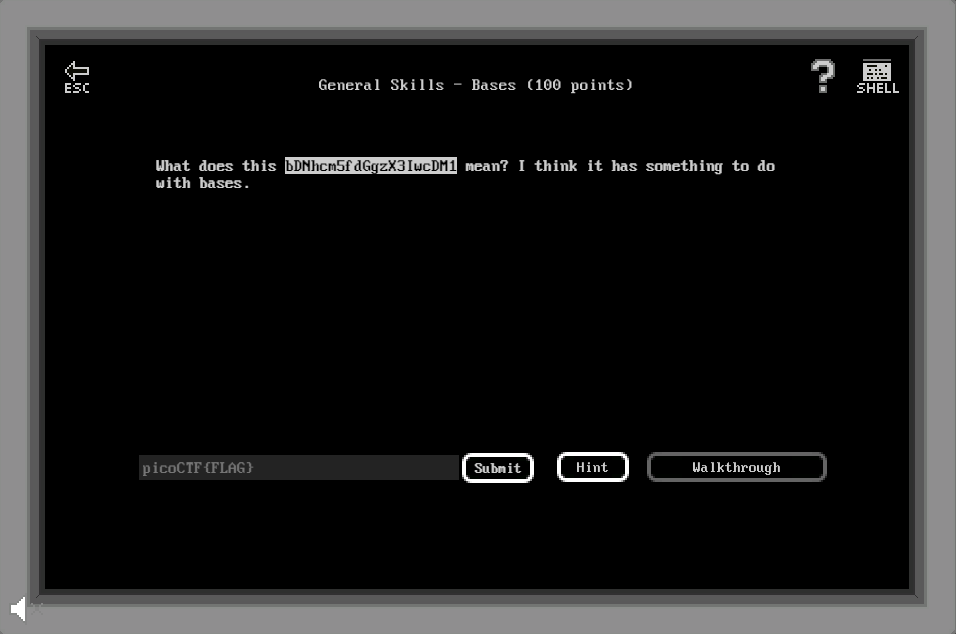 ESC
General Skills - Bases (100 points)
?
SHELL
What does this bDNhcm5fdGgzX3IwcDM1 mean? I think it has something to do
with bases.
picoCTF{FLAG}
Submit
Hint
Walkthrough